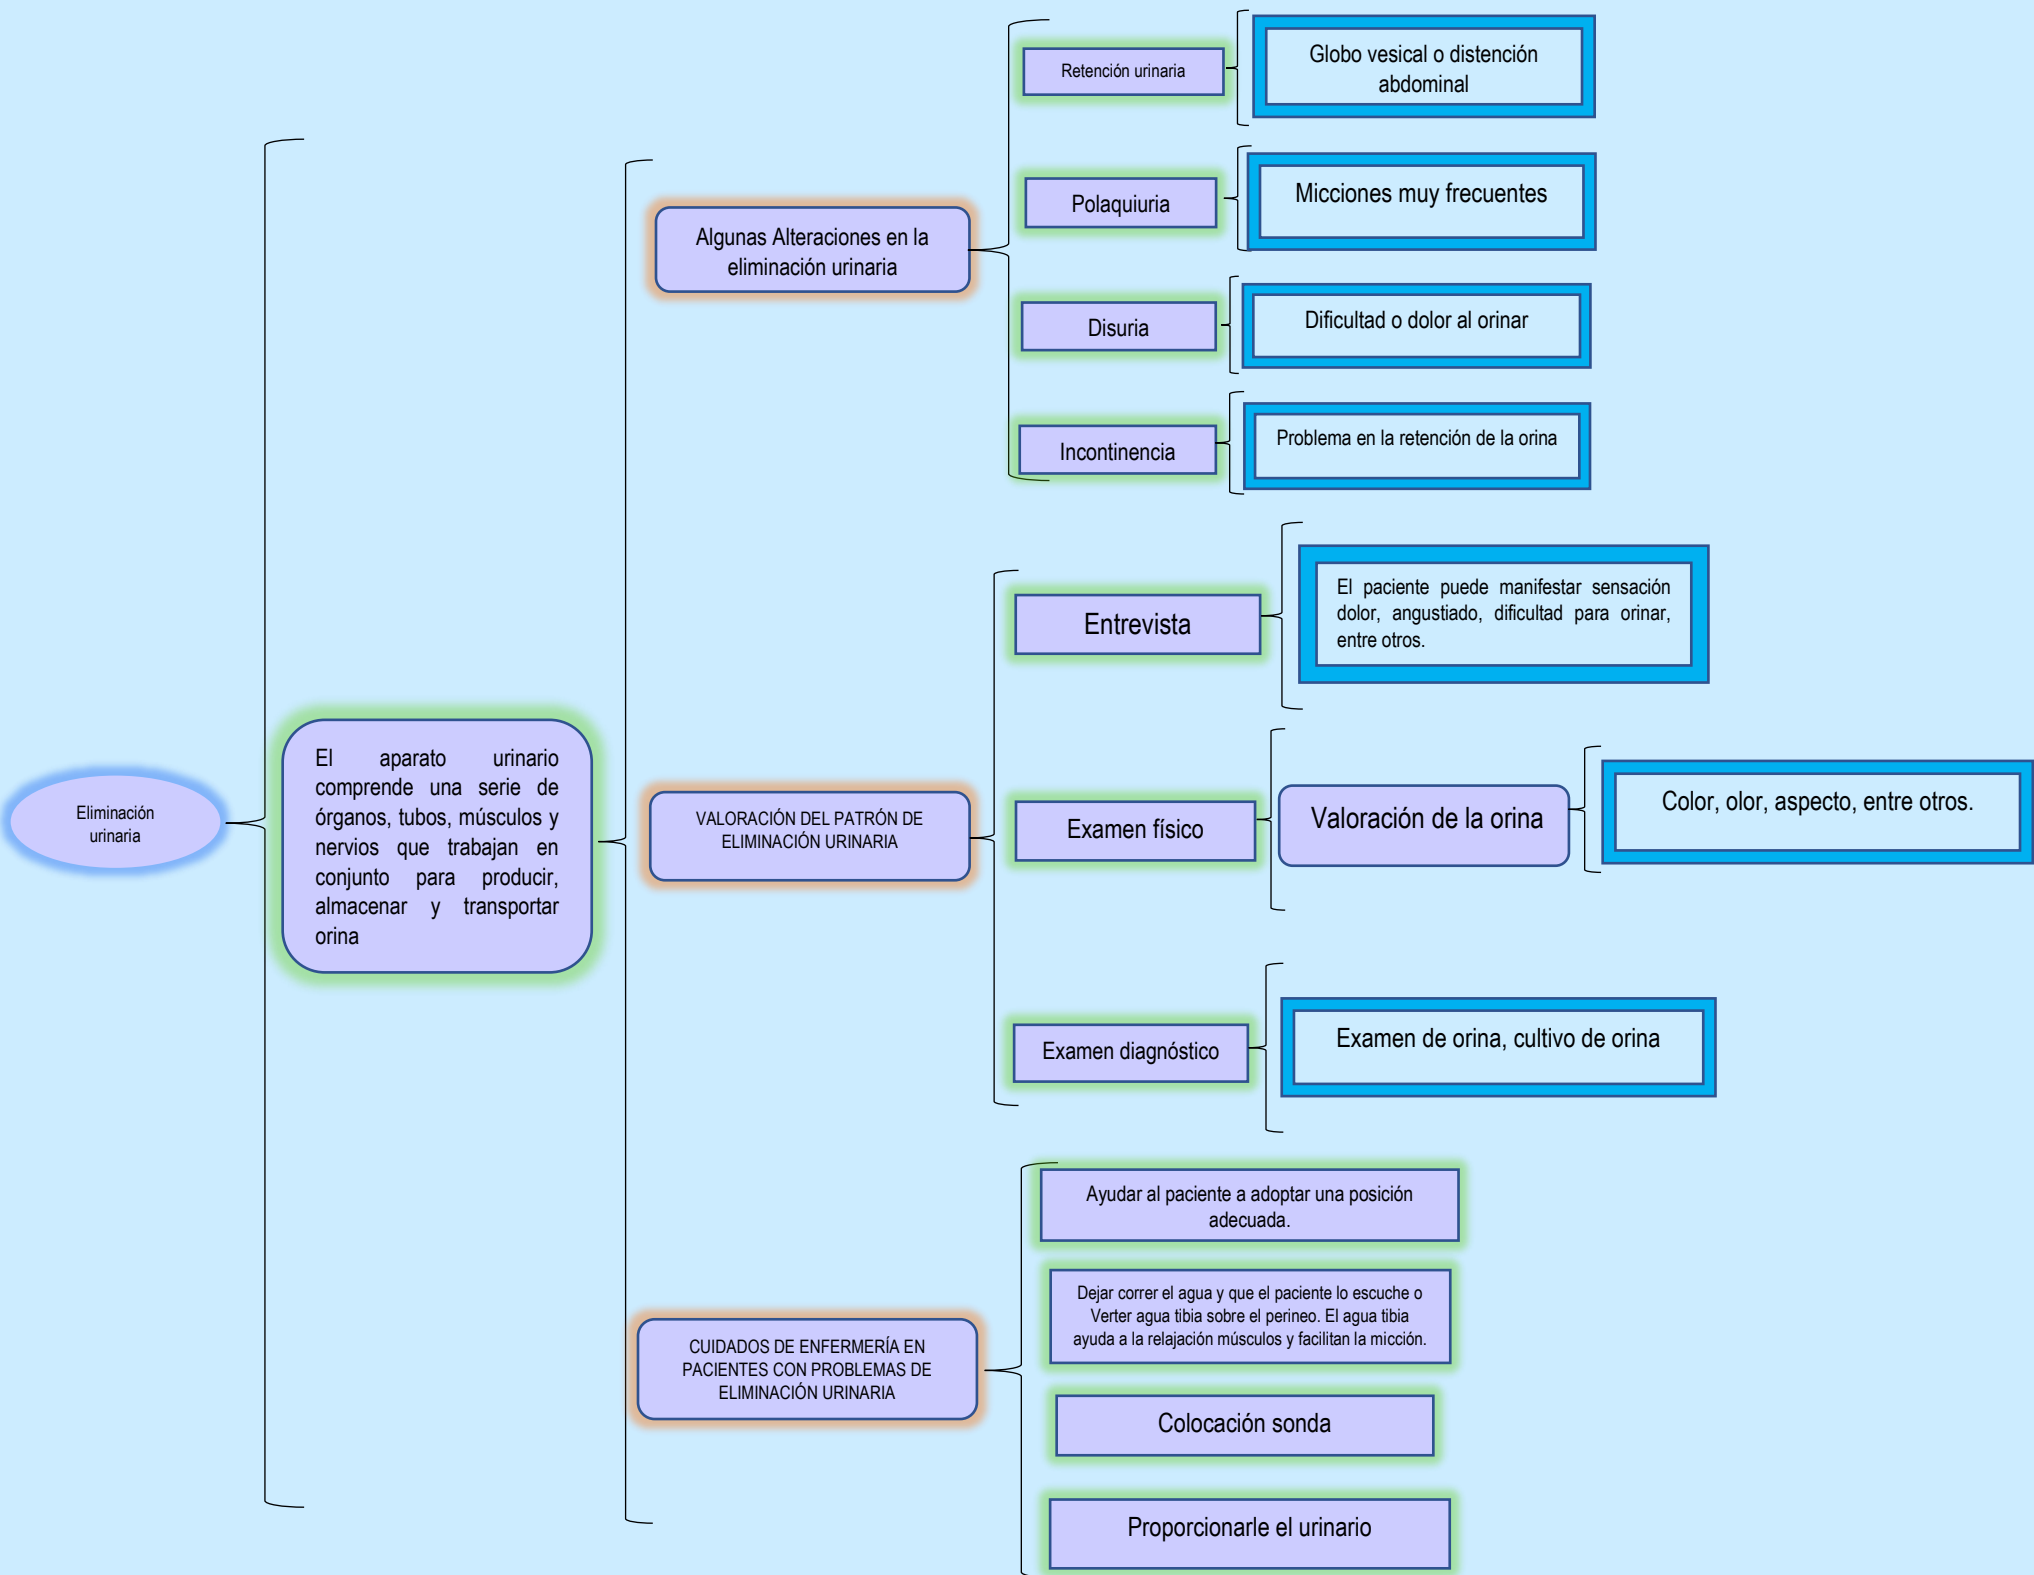 Eliminación
urinaria
El aparato urinario
comprende una serie de
órganos, tubos, músculos y
nervios que trabajan en
conjunto para producir,
almacenar y transportar
orina
Algunas Alteraciones en la
eliminación urinaria
Retención urinaria
Globo vesical o distención
abdominal
Polaquiuria
Micciones muy frecuentes
Disuria
Dificultad o dolor al orinar
Incontinencia
Problema en la retención de la orina
VALORACIÓN DEL PATRÓN DE
ELIMINACIÓN URINARIA
Entrevista
El paciente puede manifestar sensación
dolor, angustiado, dificultad para orinar,
entre otros.
Examen físico
Valoración de la orina
Color, olor, aspecto, entre otros.
Examen diagnóstico
Examen de orina, cultivo de orina
CUIDADOS DE ENFERMERÍA EN
PACIENTES CON PROBLEMAS DE
ELIMINACIÓN URINARIA
Ayudar al paciente a adoptar una posición
adecuada.
Dejar correr el agua y que el paciente lo escuche o
Verter agua tibia sobre el perineo. El agua tibia
ayuda a la relajación músculos y facilitan la micción.
Colocación sonda
Proporcionarle el urinario